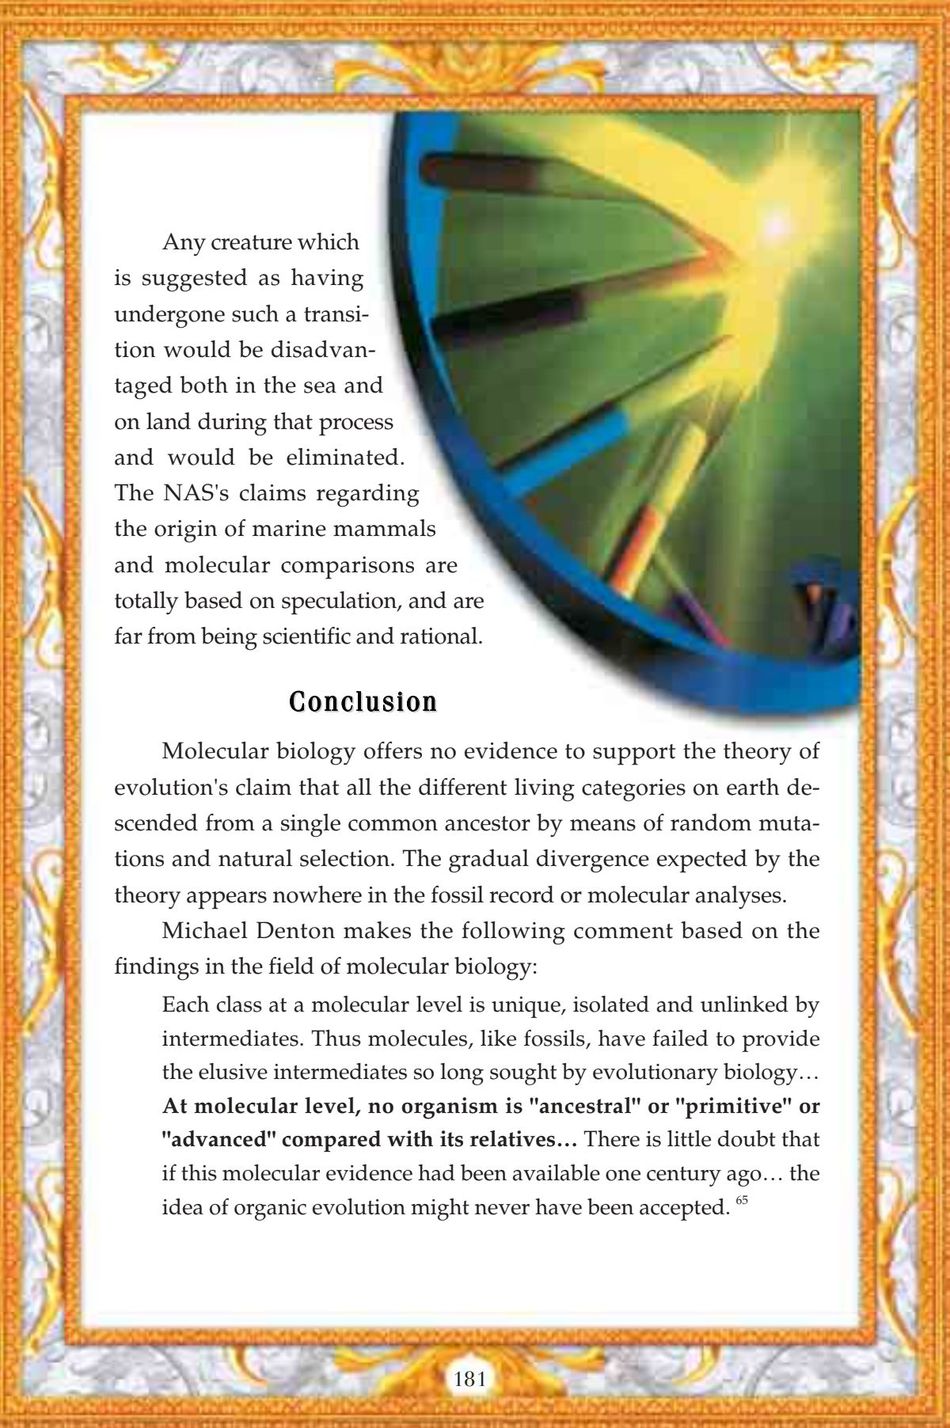 Any creature which
is suggested as having
undergone such a transi-
tion would be disadvan-
taged both in the sea and
on land during that process
and would be eliminated.
The NAS's claims regarding
the origin of marine mammals
and molecular comparisons are
totally based on speculation, and are
far from being scientific and rational.
Conclusion
Molecular biology offers no evidence to support the theory of
evolution's claim that all the different living categories on earth de-
scended from a single common ancestor by means of random muta-
tions and natural selection. The gradual divergence expected by the
theory appears nowhere in the fossil record or molecular analyses.
Michael Denton makes the following comment based on the
findings in the field of molecular biology:
Each class at a molecular level is unique, isolated and unlinked by
intermediates. Thus molecules, like fossils, have failed to provide
the elusive intermediates so long sought by evolutionary biology…
At molecular level, no organism is "ancestral" or "primitive" or
"advanced" compared with its relatives… There is little doubt that
if this molecular evidence had been available one century ago… the
idea of organic evolution might never have been accepted. 65
181